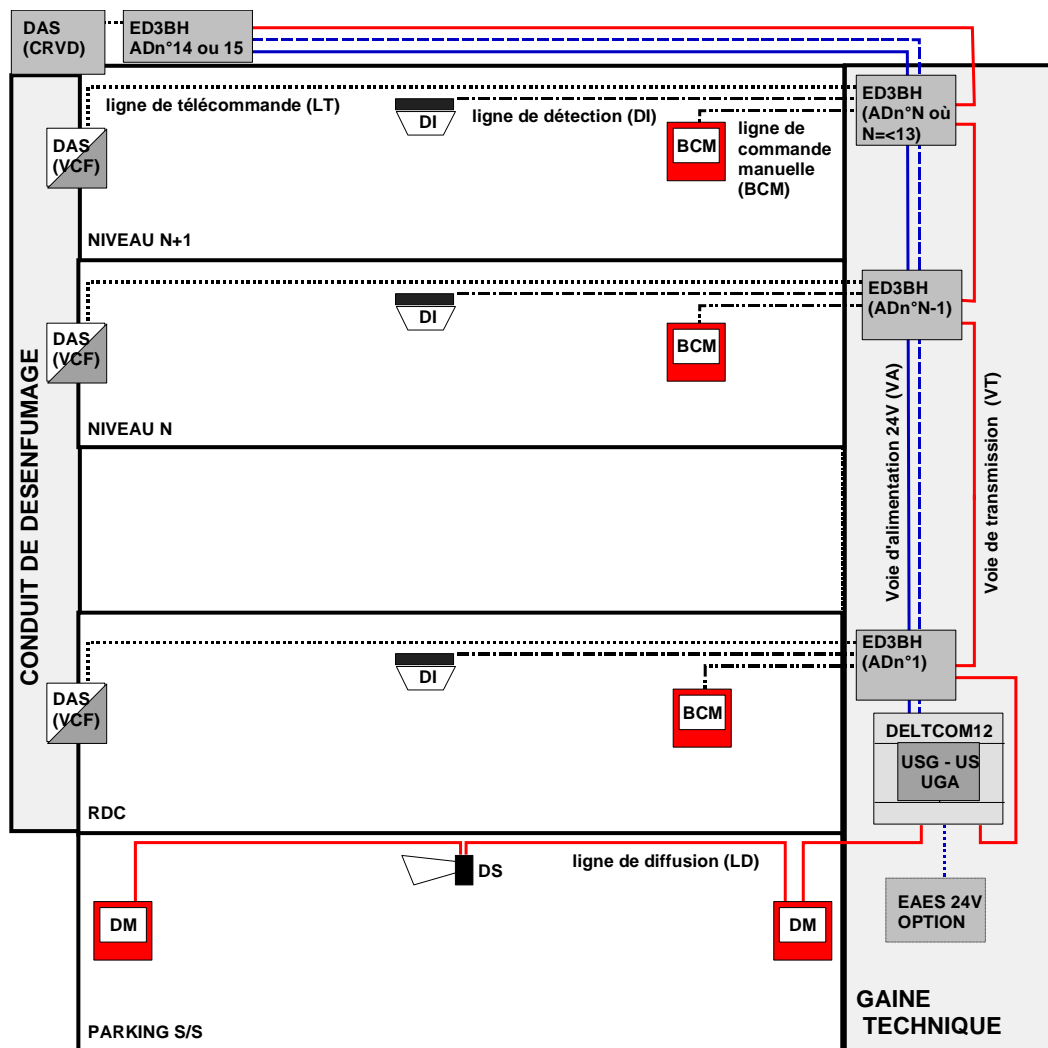 DAS
(CRVD)
ED3BH
ADn°14 ou 15
ligne de télécommande (LT)
DI
ligne de détection (DI)
BCM
ligne de
commande
manuelle
(BCM)
ED3BH
(ADn°N où
N=<13)
DAS
(VCF)
NIVEAU N+1
DI
BCM
ED3BH
(ADn°N-1)
DAS
(VCF)
NIVEAU N
CONDUIT DE DESENFUMAGE
Voie d'alimentation 24V (VA)
Voie de transmission (VT)
DI
BCM
ED3BH
(ADn°1)
DAS
(VCF)
RDC
DELTCOM12
USG - US
UGA
DS
ligne de diffusion (LD)
DM
DM
EAES 24V
OPTION
PARKING S/S
GAINE
TECHNIQUE